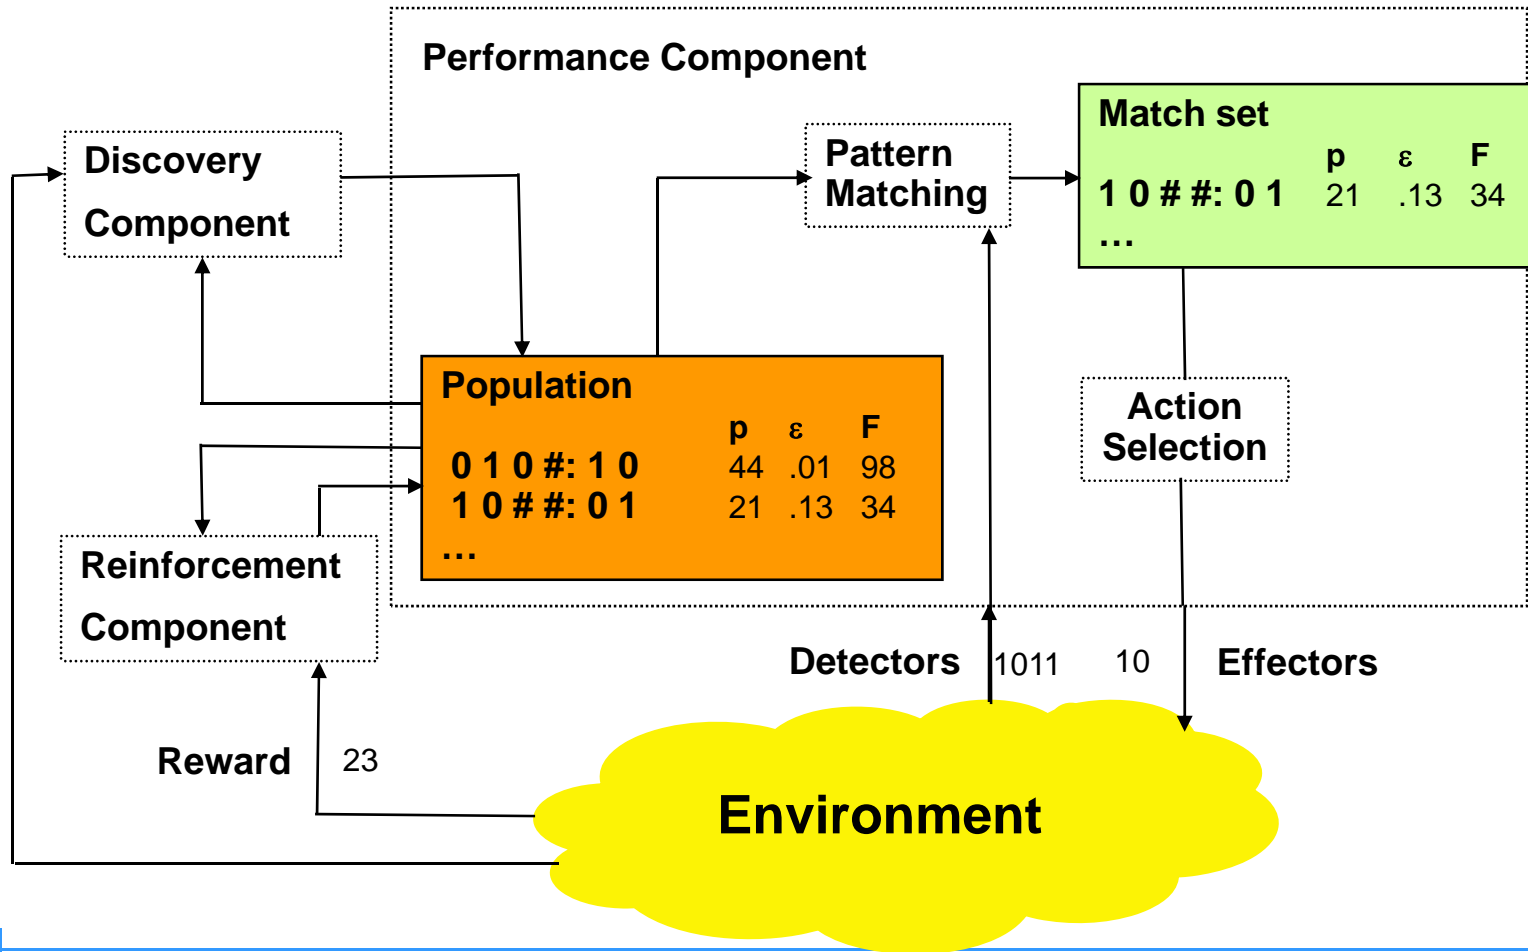 Performance Component
Match set
p ε F
1 0 # #: 0 1 21 .13 34
...
Pattern
Matching
Discovery
Component
Population
p ε F
0 1 0 #: 1 0 44 .01 98
1 0 # #: 0 1 21 .13 34
...
Action
Selection
Reinforcement
Component
Detectors 1011 10 Effectors
Reward 23
Environment